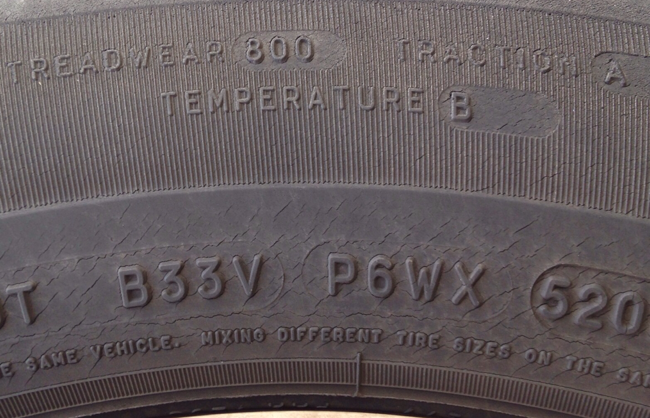 TREADWEAR 800 TRACTION A
TEMPERATURE B
B33V P6WX 520
SAME VEHICLE. MIXING DIFFERENT TIRE SIZES ON THE